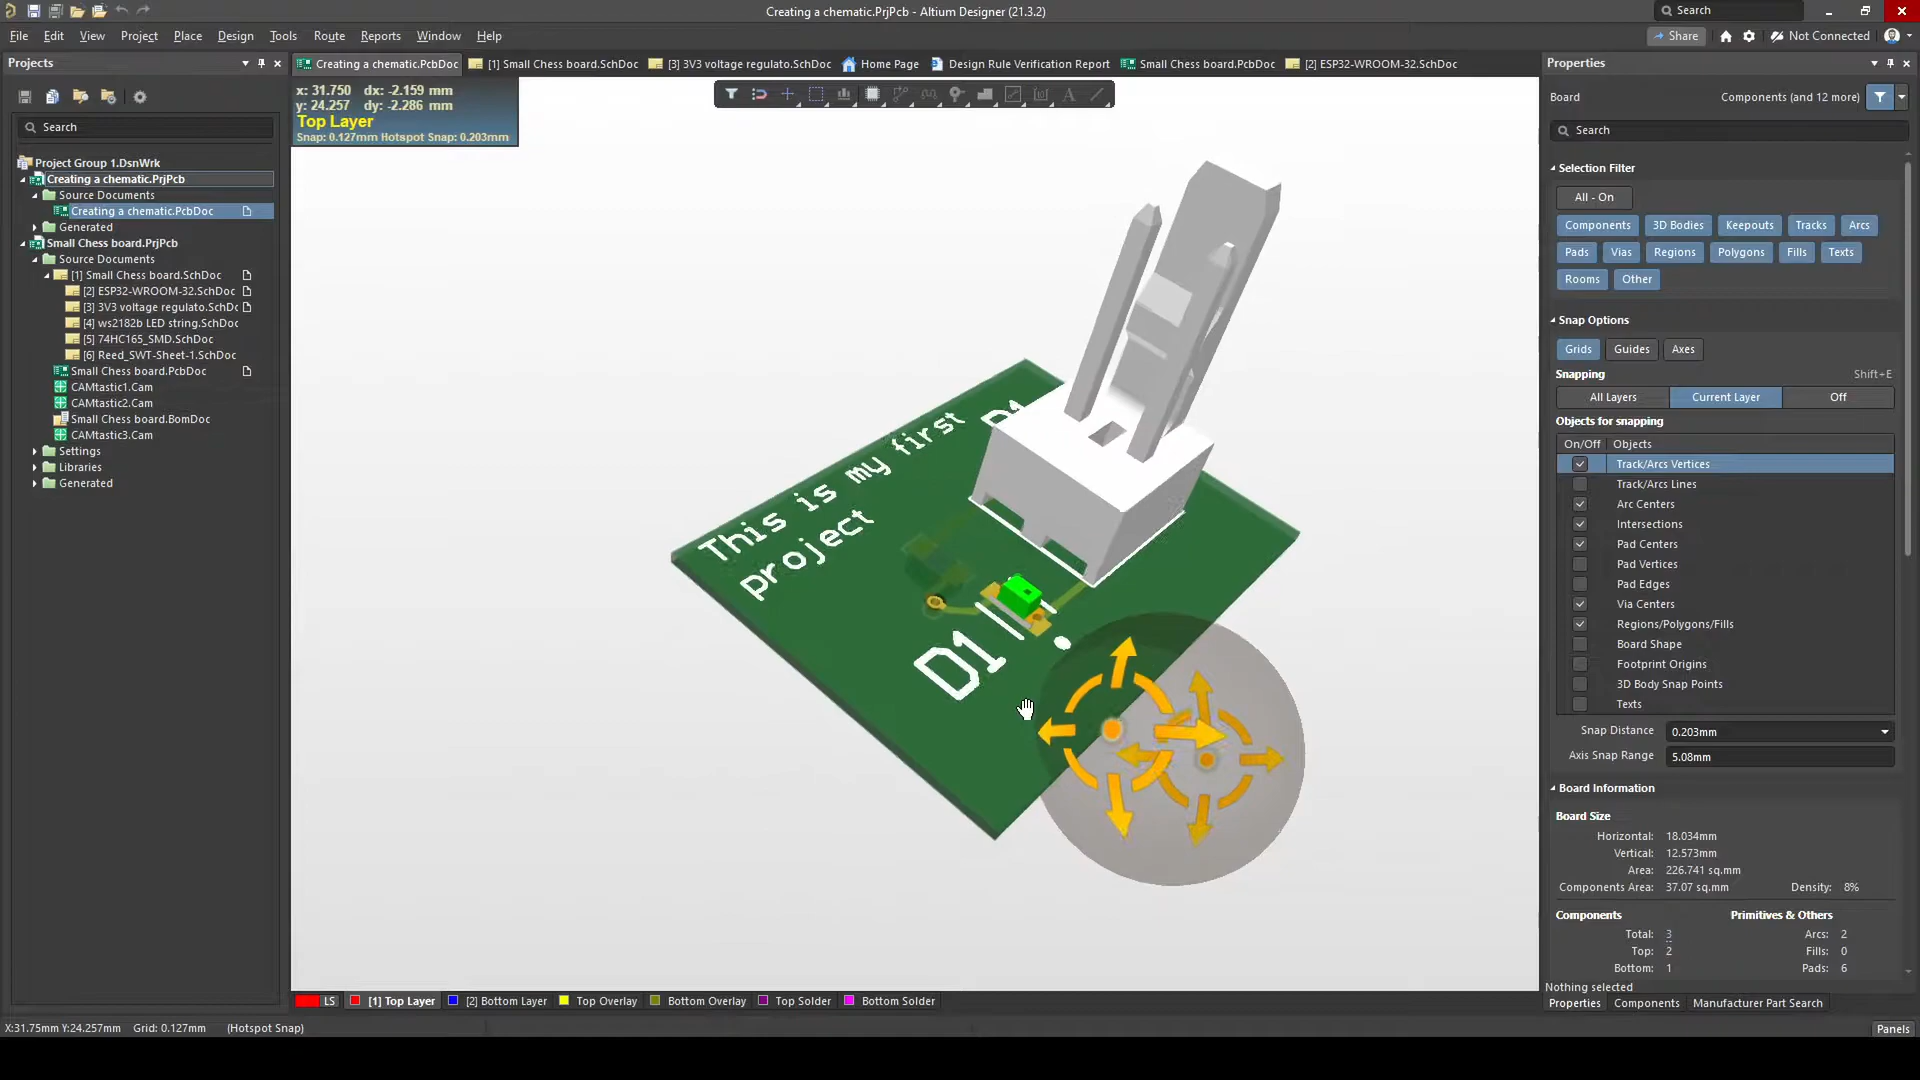 Creating a chematic.PrjPcb - Altium Designer (21.3.2)
Search
File Edit View Project Place Design Tools Route Reports Window Help
Share
Not Connected
Projects
Creating a chematic.PcbDoc
[1] Small Chess board.SchDoc
[3] 3V3 voltage regulato.SchDoc
Home Page
Design Rule Verification Report
Small Chess board.PcbDoc
[2] ESP32-WROOM-32.SchDoc
Properties
x: 31.750 dx: -2.159 mm
y: 24.257 dy: -2.286 mm
Top Layer
Snap: 0.127mm Hotspot Snap: 0.203mm
Search
Project Group 1.DsnWrk
Creating a chematic.PrjPcb
Source Documents
Creating a chematic.PcbDoc
Generated
Small Chess board.PrjPcb
Source Documents
[1] Small Chess board.SchDoc
[2] ESP32-WROOM-32.SchDoc
[3] 3V3 voltage regulato.SchDc
[4] ws2182b LED string.SchDoc
[5] 74HC165_SMD.SchDoc
[6] Reed_SWT-Sheet-1.SchDoc
Small Chess board.PcbDoc
CAMtastic1.Cam
CAMtastic2.Cam
Small Chess board.BomDoc
CAMtastic3.Cam
Settings
Libraries
Generated
This is my first
project
D1
Board
Components (and 12 more)
Search
Selection Filter
All - On
Components 3D Bodies Keepouts Tracks Arcs
Pads Vias Regions Polygons Fills Texts
Rooms Other
Snap Options
Grids Guides Axes
Snapping Shift+E
All Layers Current Layer Off
Objects for snapping
On/Off Objects
Track/Arcs Vertices
Track/Arcs Lines
Arc Centers
Intersections
Pad Centers
Pad Vertices
Pad Edges
Via Centers
Regions/Polygons/Fills
Board Shape
Footprint Origins
3D Body Snap Points
Texts
Snap Distance 0.203mm
Axis Snap Range 5.08mm
Board Information
Board Size
Horizontal: 18.034mm
Vertical: 12.573mm
Area: 226.741 sq.mm
Components Area: 37.07 sq.mm Density: 8%
Components Primitives & Others
Total: 3 Arcs: 2
Top: 2 Fills: 0
Bottom: 1 Pads: 6
Nothing selected
LS [1] Top Layer [2] Bottom Layer Top Overlay Bottom Overlay Top Solder Bottom Solder
Properties Components Manufacturer Part Search
X:31.75mm Y:24.257mm Grid: 0.127mm (Hotspot Snap)
Panels